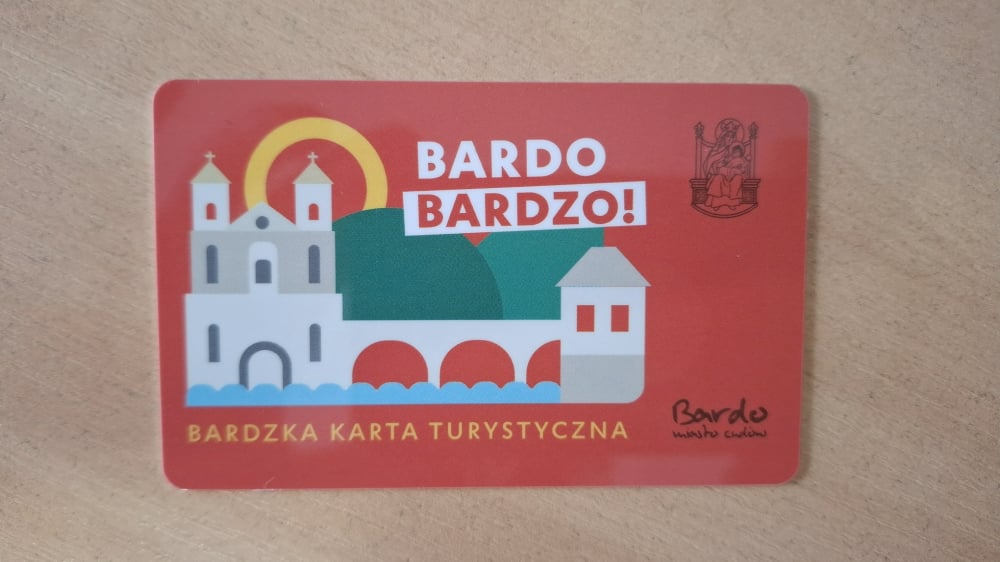 BARDO
BARDZO!
BARDZKA KARTA TURYSTYCZNA
Bardo
miasto cudów